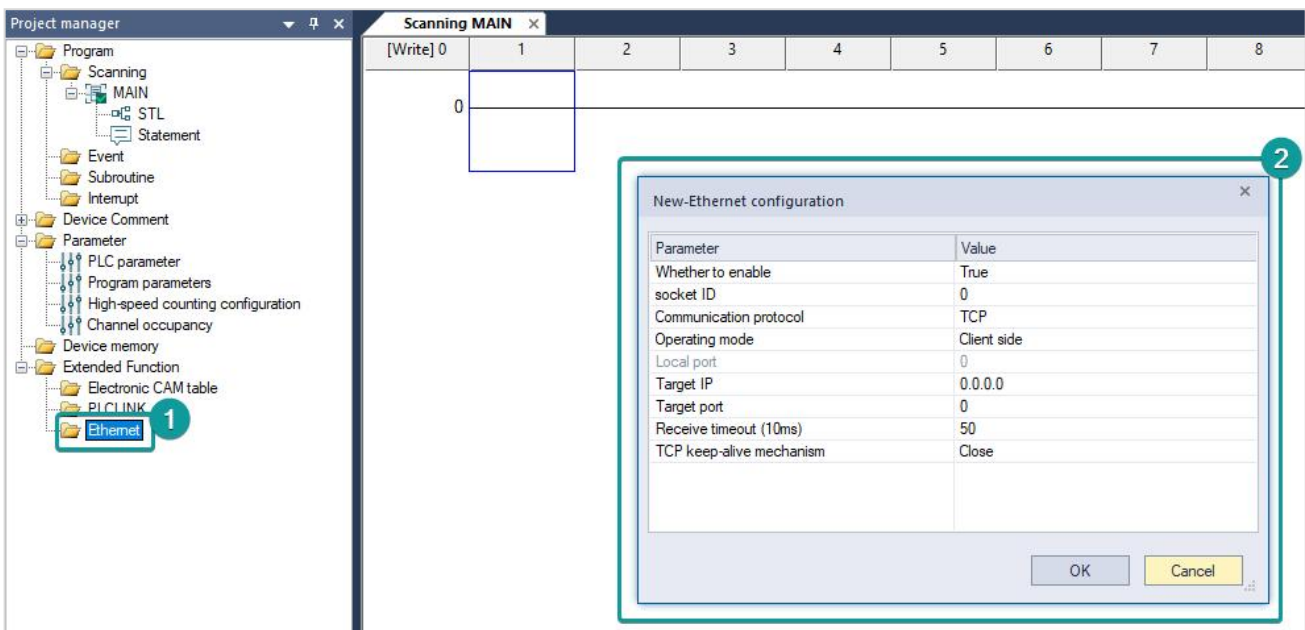 Project manager
Program
Scanning
MAIN
STL
Statement
Event
Subroutine
Interrupt
Device Comment
Parameter
PLC parameter
Program parameters
High-speed counting configuration
Channel occupancy
Device memory
Extended Function
Electronic CAM table
PLCLINK
1
Ethernet
Scanning MAIN
[Write] 0 1 2 3 4 5 6 7 8
0
2
New-Ethernet configuration
Parameter Value
Whether to enable True
socket ID 0
Communication protocol TCP
Operating mode Client side
Local port 0
Target IP 0.0.0.0
Target port 0
Receive timeout (10ms) 50
TCP keep-alive mechanism Close
OK Cancel